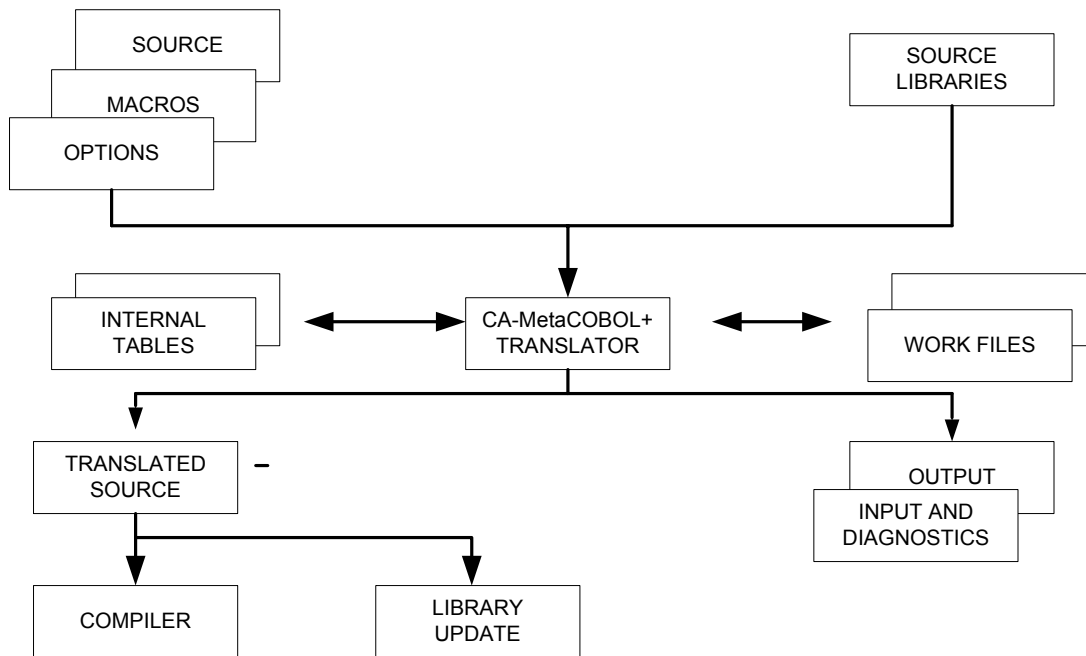 SOURCE
MACROS
OPTIONS
SOURCE
LIBRARIES
INTERNAL
TABLES
CA-MetaCOBOL+
TRANSLATOR
WORK FILES
TRANSLATED
SOURCE
–
OUTPUT
INPUT AND
DIAGNOSTICS
COMPILER
LIBRARY
UPDATE